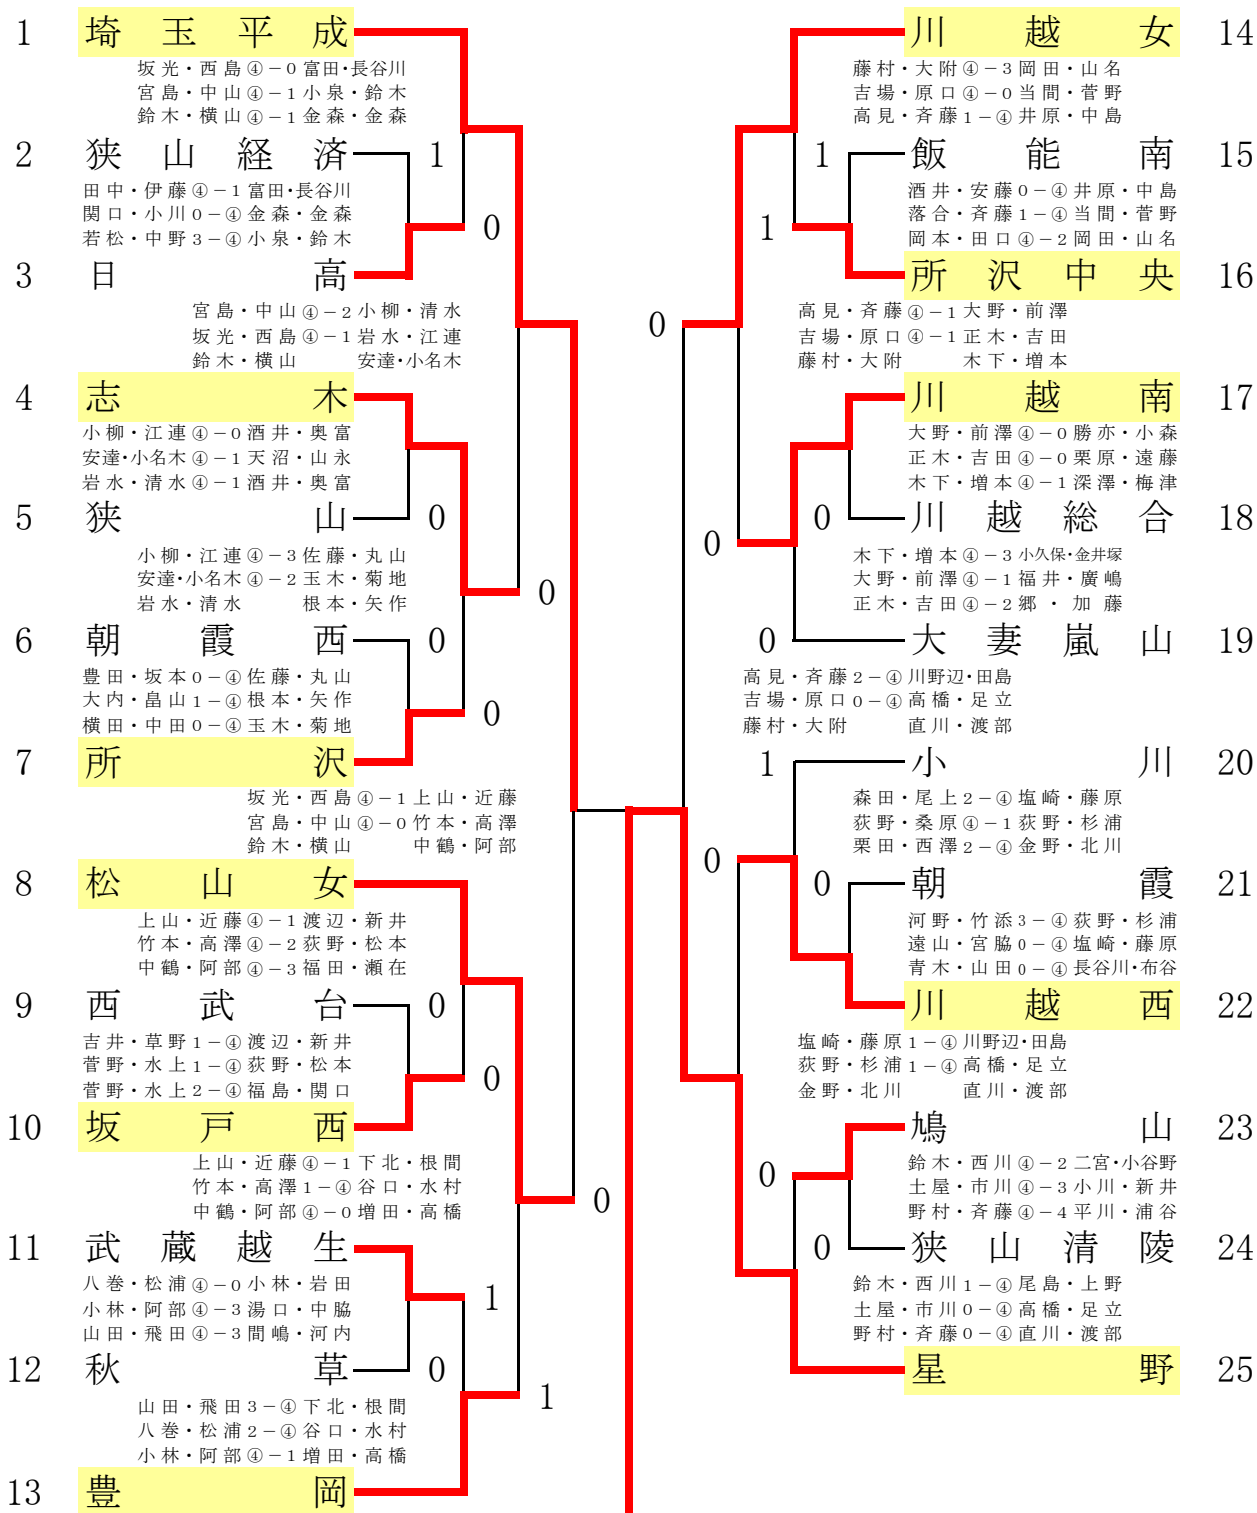 1 埼玉平成
坂光・西島④－0富田・長谷川
宮島・中山④－1小泉・鈴木
鈴木・横山④－1金森・金森
2 狭山経済 1
田中・伊藤④－1富田・長谷川
関口・小川0－④金森・金森
若松・中野3－④小泉・鈴木
0
3 日高
宮島・中山④－2小柳・清水
坂光・西島④－1岩水・江連
鈴木・横山 安達・小名木
4 志木
小柳・江連④－0酒井・奥富
安達・小名木④－1天沼・山永
岩水・清水④－1酒井・奥富
5 狭山 0
小柳・江連④－3佐藤・丸山
安達・小名木④－2玉木・菊地
岩水・清水 根本・矢作
0
6 朝霞西 0
豊田・坂本0－④佐藤・丸山
大内・畠山1－④根本・矢作
横田・中田0－④玉木・菊地
0
7 所沢
坂光・西島④－1上山・近藤
宮島・中山④－0竹本・高澤
鈴木・横山 中鶴・阿部
8 松山女
上山・近藤④－1渡辺・新井
竹本・高澤④－2荻野・松本
中鶴・阿部④－3福田・瀬在
9 西武台 0
吉井・草野1－④渡辺・新井
菅野・水上1－④荻野・松本
菅野・水上2－④福島・関口
0
10 坂戸西
上山・近藤④－1下北・根間
竹本・高澤1－④谷口・水村
中鶴・阿部④－0増田・高橋
0
11 武蔵越生
八巻・松浦④－0小林・岩田
小林・阿部④－3湯口・中脇
山田・飛田④－3間嶋・河内
1
12 秋草 0
山田・飛田3－④下北・根間
八巻・松浦2－④谷口・水村
小林・阿部④－1増田・高橋
1
13 豊岡
川越女 14
藤村・大附④－3岡田・山名
吉場・原口④－0当間・菅野
高見・斉藤1－④井原・中島
1 飯能南 15
酒井・安藤0－④井原・中島
落合・斉藤1－④当間・菅野
岡本・田口④－2岡田・山名
1
所沢中央 16
高見・斉藤④－1大野・前澤
吉場・原口④－1正木・吉田
藤村・大附 木下・増本
0
川越南 17
大野・前澤④－0勝亦・小森
正木・吉田④－0栗原・遠藤
木下・増本④－1深澤・梅津
0 川越総合 18
木下・増本④－3小久保・金井塚
大野・前澤④－1福井・廣嶋
正木・吉田④－2郷・加藤
0
0 大妻嵐山 19
高見・斉藤2－④川野辺・田島
吉場・原口0－④高橋・足立
藤村・大附 直川・渡部
1 小川 20
森田・尾上2－④塩崎・藤原
荻野・桑原④－1荻野・杉浦
栗田・西澤2－④金野・北川
0
0 朝霞 21
河野・竹添3－④荻野・杉浦
遠山・宮脇0－④塩崎・藤原
青木・山田0－④長谷川・布谷
川越西 22
塩崎・藤原1－④川野辺・田島
荻野・杉浦1－④高橋・足立
金野・北川 直川・渡部
鳩山 23
鈴木・西川④－2二宮・小谷野
土屋・市川④－3小川・新井
野村・斉藤④－4平川・浦谷
0
0 狭山清陵 24
鈴木・西川1－④尾島・上野
土屋・市川0－④高橋・足立
野村・斉藤0－④直川・渡部
星野 25